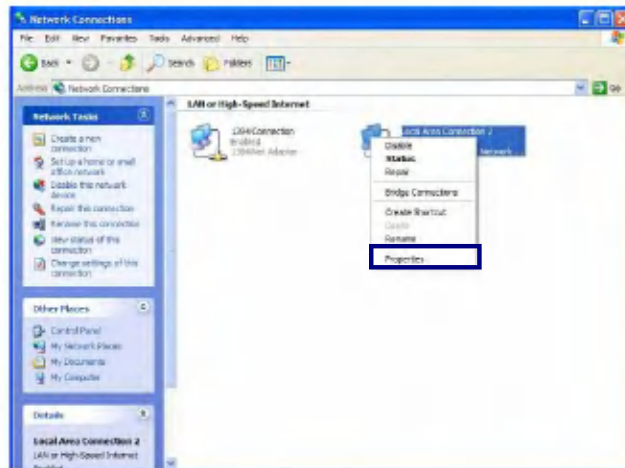 Network Connections
File Edit View Favorites Tools Advanced Help
Back Search Folders
Address Network Connections Go
Network Tasks
Create a new connection
Set up a home or small office network
Disable this network device
Repair this connection
Rename this connection
View status of this connection
Change settings of this connection
Other Places
Control Panel
My Network Places
My Documents
My Computer
Details
Local Area Connection 2
LAN or High-Speed Internet
Enabled
LAN or High-Speed Internet
1394 Connection
Enabled
1394 Net Adapter
Local Area Connection 2
Network
Disable
Status
Repair
Bridge Connections
Create Shortcut
Delete
Rename
Properties